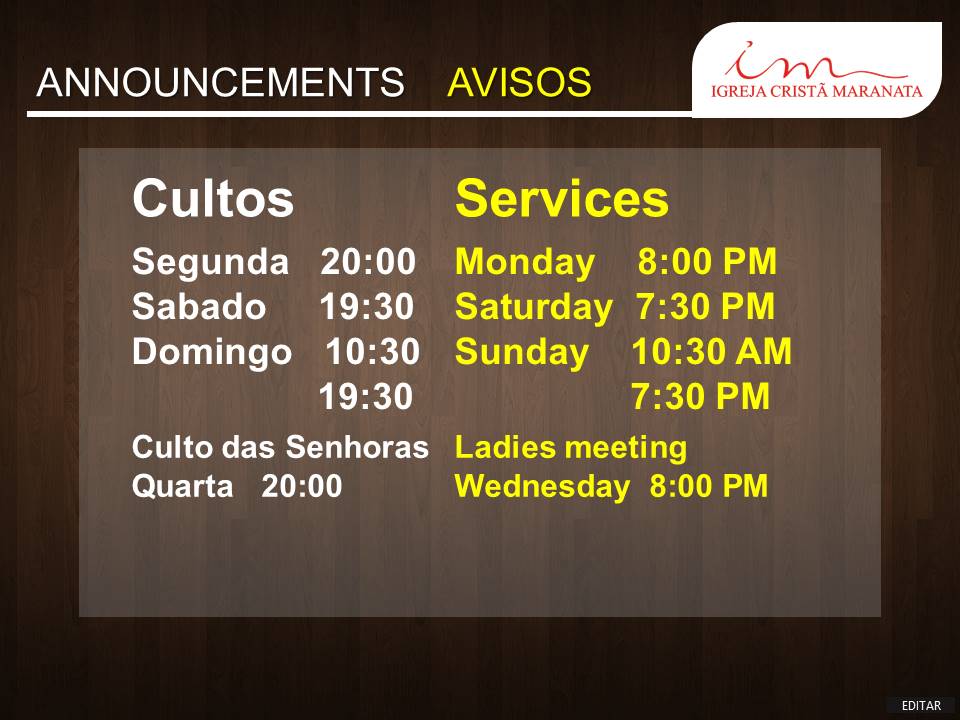 ANNOUNCEMENTS AVISOS
im
IGREJA CRISTÃ MARANATA
Cultos
Segunda 20:00
Sabado 19:30
Domingo 10:30
19:30
Culto das Senhoras
Quarta 20:00
Services
Monday 8:00 PM
Saturday 7:30 PM
Sunday 10:30 AM
7:30 PM
Ladies meeting
Wednesday 8:00 PM
EDITAR